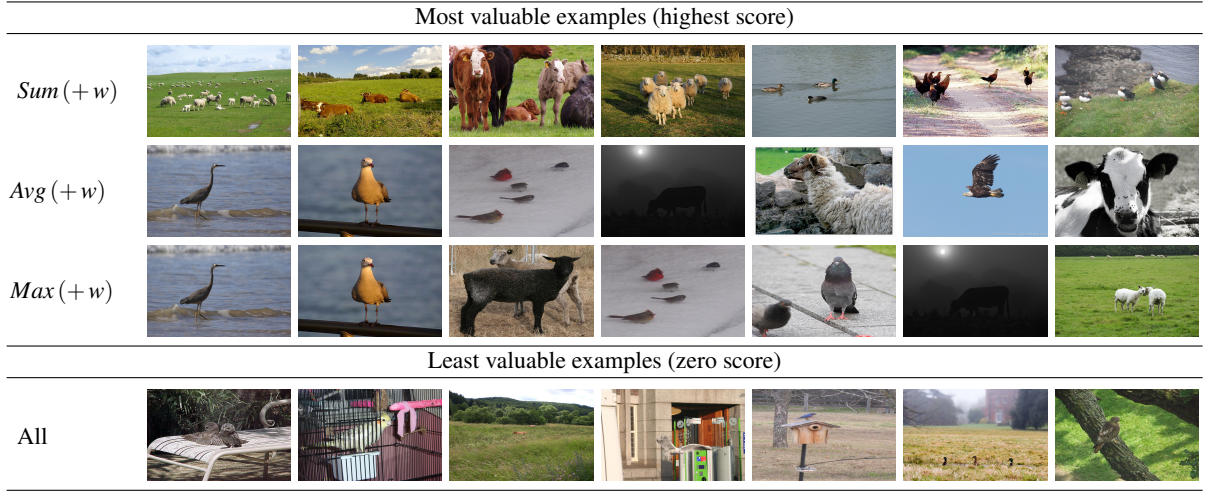 Most valuable examples (highest score)
Sum (+w)
Avg (+w)
Max (+w)
Least valuable examples (zero score)
All